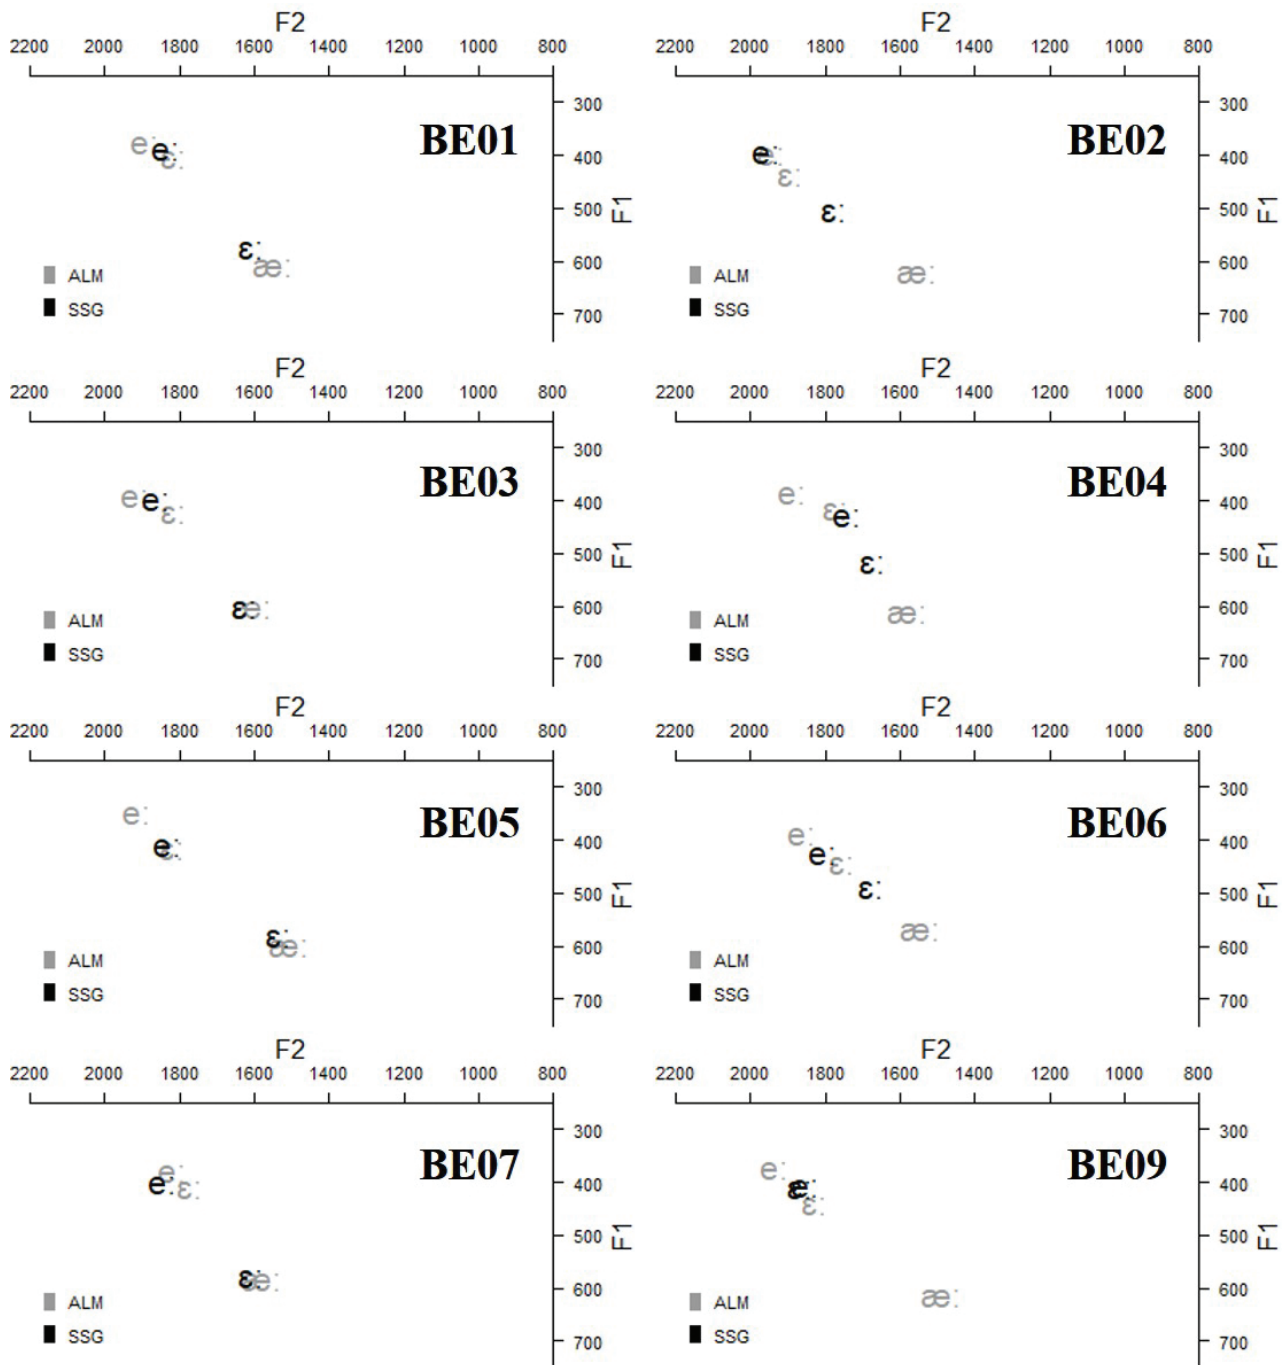 F2 F2
2200 2000 1800 1600 1400 1200 1000 800 2200 2000 1800 1600 1400 1200 1000 800
300 300
BE01 BE02
e: e: ɛ: 400 e: e: ɛ: 400
500 F1 ɛ: 500 F1
ɛ: æ: 600 æ: 600
ALM ALM
SSG 700 SSG 700
F2 F2
2200 2000 1800 1600 1400 1200 1000 800 2200 2000 1800 1600 1400 1200 1000 800
300 300
BE03 BE04
e: e: ɛ: 400 e: ɛ: e: 400
500 F1 ɛ: 500 F1
ɛ: æ: 600 æ: 600
ALM ALM
SSG 700 SSG 700
F2 F2
2200 2000 1800 1600 1400 1200 1000 800 2200 2000 1800 1600 1400 1200 1000 800
300 300
BE05 BE06
e: e: ɛ: 400 e: e: ɛ: 400
500 F1 ɛ: 500 F1
ɛ: æ: 600 æ: 600
ALM ALM
SSG 700 SSG 700
F2 F2
2200 2000 1800 1600 1400 1200 1000 800 2200 2000 1800 1600 1400 1200 1000 800
300 300
BE07 BE09
e: e: ɛ: 400 e: ɛ: e: ɛ: 400
500 F1 500 F1
ɛ: æ: 600 æ: 600
ALM ALM
SSG 700 SSG 700